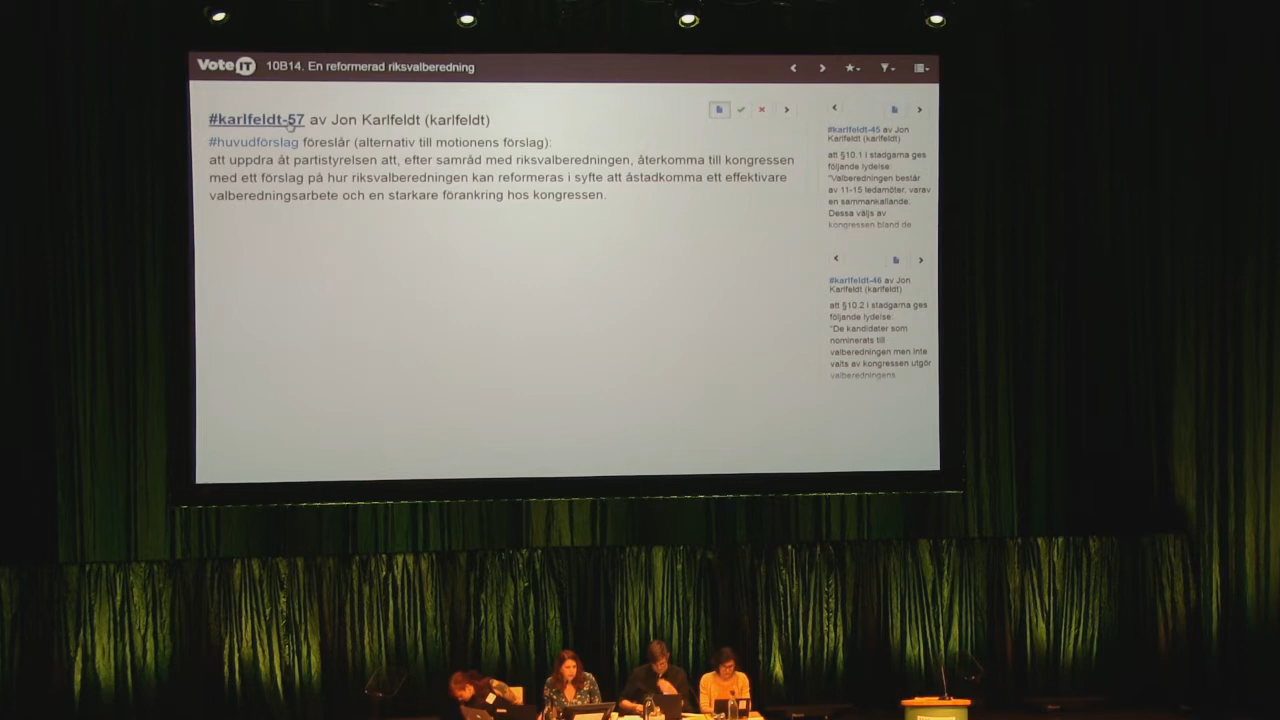 VoteIT 10B14. En reformerad riksvalberedning
#karlfeldt-57 av Jon Karlfeldt (karlfeldt)
#huvudförslag föreslår (alternativ till motionens förslag):
att uppdra åt partistyrelsen att, efter samråd med riksvalberedningen, återkomma till kongressen
med ett förslag på hur riksvalberedningen kan reformeras i syfte att åstadkomma ett effektivare
valberedningsarbete och en starkare förankring hos kongressen.
#karlfeldt-45 av Jon
Karlfeldt (karlfeldt)
att §10.1 i stadgarna ges
följande lydelse:
"Valberedningen består
av 11-15 ledamöter, varav
en sammankallande.
Dessa väljs av
kongressen bland de
#karlfeldt-46 av Jon
Karlfeldt (karlfeldt)
att §10.2 i stadgarna ges
följande lydelse:
"De kandidater som
nominerats till
valberedningen men inte
valts av kongressen utgör
valberedningens